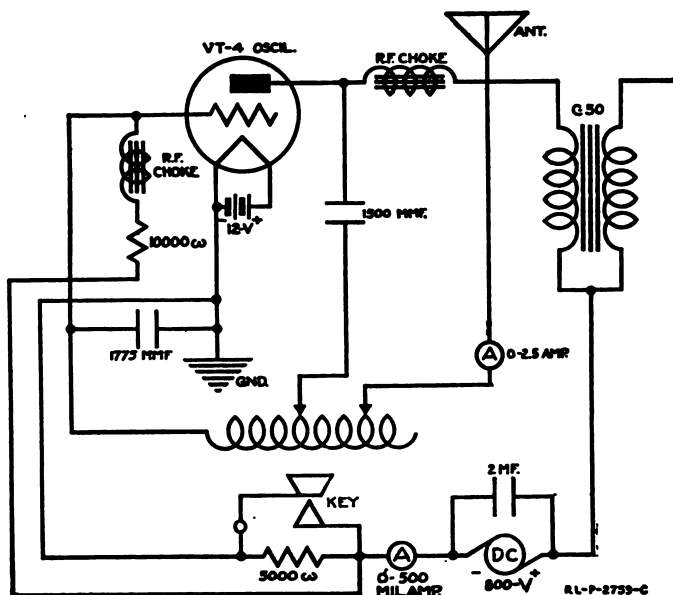 VT-4 OSCIL.
ANT.
R.F. CHOKE
C 50
R.F.
CHOKE
- 12-V +
1500 MMF.
10000 ω
1775 MMF
GND.
A 0-2.5 AMP.
2 MF.
KEY
5000 ω
A
0-500
MIL AMP.
DC
- 800-V +
RL-P-2759-C